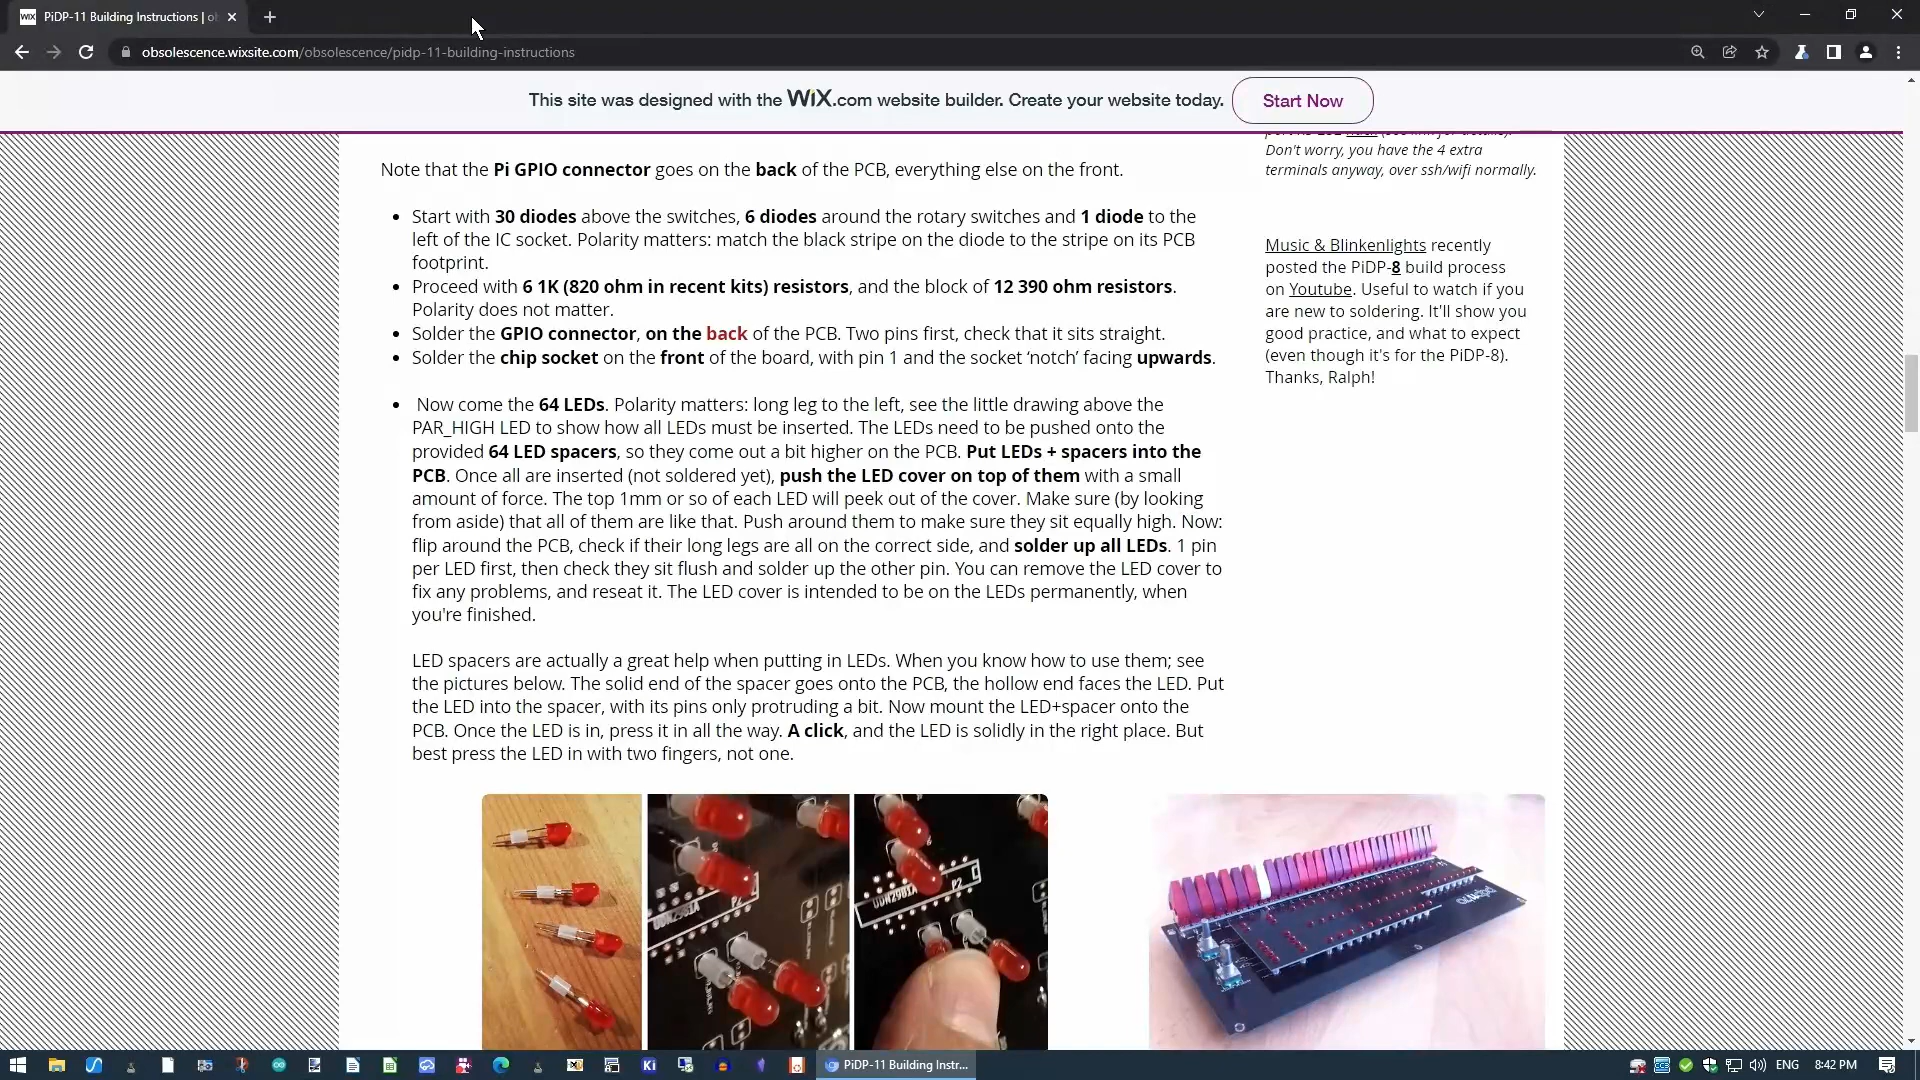 PiDP-11 Building Instructions | o
obsolescence.wixsite.com/obsolescence/pidp-11-building-instructions
This site was designed with the WiX.com website builder. Create your website today.
Start Now
Note that the Pi GPIO connector goes on the back of the PCB, everything else on the front.
• Start with 30 diodes above the switches, 6 diodes around the rotary switches and 1 diode to the
left of the IC socket. Polarity matters: match the black stripe on the diode to the stripe on its PCB
footprint.
• Proceed with 6 1K (820 ohm in recent kits) resistors, and the block of 12 390 ohm resistors.
Polarity does not matter.
• Solder the GPIO connector, on the back of the PCB. Two pins first, check that it sits straight.
• Solder the chip socket on the front of the board, with pin 1 and the socket ‘notch’ facing upwards.
• Now come the 64 LEDs. Polarity matters: long leg to the left, see the little drawing above the
PAR_HIGH LED to show how all LEDs must be inserted. The LEDs need to be pushed onto the
provided 64 LED spacers, so they come out a bit higher on the PCB. Put LEDs + spacers into the
PCB. Once all are inserted (not soldered yet), push the LED cover on top of them with a small
amount of force. The top 1mm or so of each LED will peek out of the cover. Make sure (by looking
from aside) that all of them are like that. Push around them to make sure they sit equally high. Now:
flip around the PCB, check if their long legs are all on the correct side, and solder up all LEDs. 1 pin
per LED first, then check they sit flush and solder up the other pin. You can remove the LED cover to
fix any problems, and reseat it. The LED cover is intended to be on the LEDs permanently, when
you're finished.
LED spacers are actually a great help when putting in LEDs. When you know how to use them; see
the pictures below. The solid end of the spacer goes onto the PCB, the hollow end faces the LED. Put
the LED into the spacer, with its pins only protruding a bit. Now mount the LED+spacer onto the
PCB. Once the LED is in, press it in all the way. A click, and the LED is solidly in the right place. But
best press the LED in with two fingers, not one.
Don't worry, you have the 4 extra
terminals anyway, over ssh/wifi normally.
Music & Blinkenlights recently
posted the PiDP-8 build process
on Youtube. Useful to watch if you
are new to soldering. It'll show you
good practice, and what to expect
(even though it's for the PiDP-8).
Thanks, Ralph!
UDN2981A
P2
UDN2981A
P2
Ki
PiDP-11 Building Instr...
ENG
8:42 PM